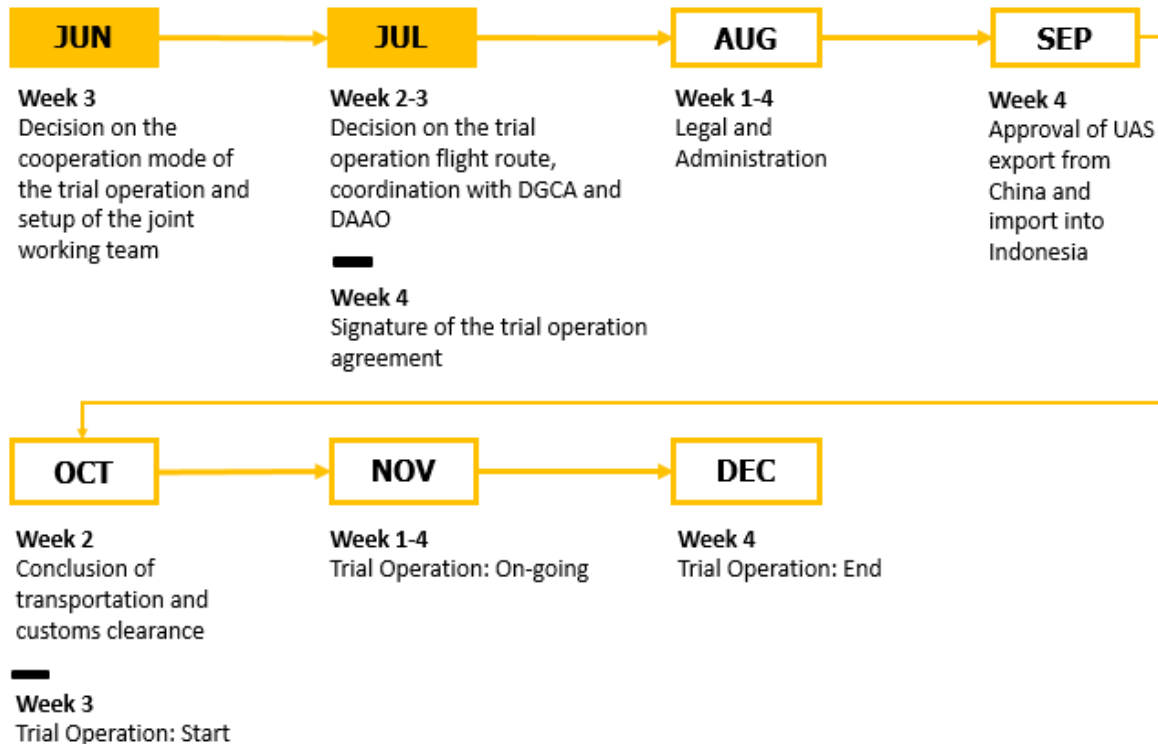 JUN
JUL
AUG
SEP
Week 3
Decision on the
cooperation mode of
the trial operation and
setup of the joint
working team
Week 2-3
Decision on the trial
operation flight route,
coordination with DGCA and
DAAO
Week 4
Signature of the trial operation
agreement
Week 1-4
Legal and
Administration
Week 4
Approval of UAS
export from
China and
import into
Indonesia
OCT
NOV
DEC
Week 2
Conclusion of
transportation and
customs clearance
Week 3
Trial Operation: Start
Week 1-4
Trial Operation: On-going
Week 4
Trial Operation: End